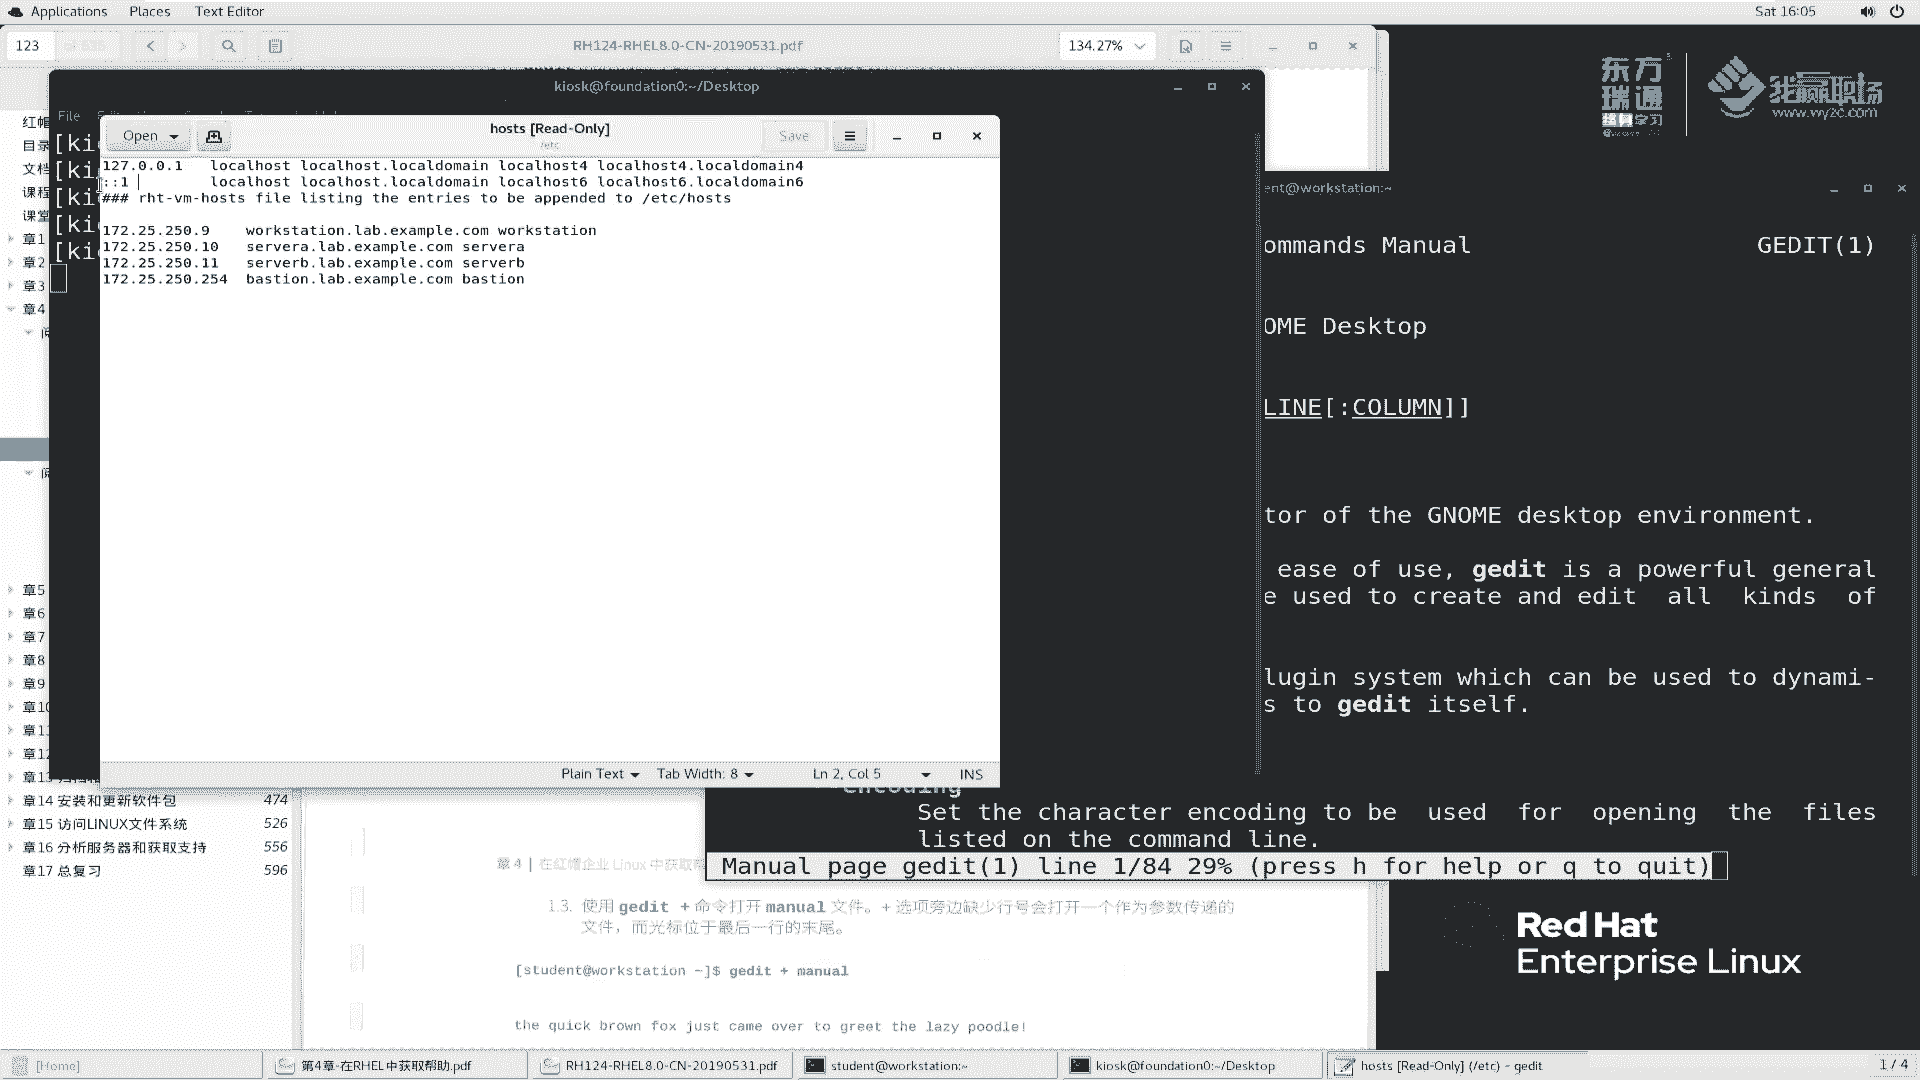 Applications Places Text Editor Sat 16:05
123 RH124-RHEL8.0-CN-20190531.pdf 134.27%
kiosk@foundation0:~/Desktop
File
Open hosts [Read-Only] Save
/etc
127.0.0.1 localhost localhost.localdomain localhost4 localhost4.localdomain4
::1 localhost localhost.localdomain localhost6 localhost6.localdomain6
### rht-vm-hosts file listing the entries to be appended to /etc/hosts
172.25.250.9 workstation.lab.example.com workstation
172.25.250.10 servera.lab.example.com servera
172.25.250.11 serverb.lab.example.com serverb
172.25.250.254 bastion.lab.example.com bastion
Plain Text Tab Width: 8 Ln 2, Col 5 INS
[ki
[ki
[ki
[ki
[ki
红帽
目录
文档
课程
课堂
章1
章2
章3
章4
章5
章6
章7
章8
章9
章10
章11
章12
章13
章14 安装和更新软件包 474
章15 访问LINUX文件系统 526
章16 分析服务器和获取支持 556
章17 总复习 596
东方
瑞通
终身学习
我赢职场
www.wy2c.com
ent@workstation:~
ommands Manual GEDIT(1)
OME Desktop
LINE[:COLUMN]]
tor of the GNOME desktop environment.
ease of use, gedit is a powerful general
e used to create and edit all kinds of
lugin system which can be used to dynami-
s to gedit itself.
encoding
Set the character encoding to be used for opening the files
listed on the command line.
Manual page gedit(1) line 1/84 29% (press h for help or q to quit)
章 4 | 在红帽企业 Linux 中获取帮
1.3. 使用 gedit + 命令打开 manual 文件。+ 选项旁边缺少行号会打开一个作为参数传递的
文件，而光标位于最后一行的末尾。
[student@workstation ~]$ gedit + manual
the quick brown fox just came over to greet the lazy poodle!
Red Hat
Enterprise Linux
[Home] 第4章-在RHEL中获取帮助.pdf RH124-RHEL8.0-CN-20190531.pdf student@workstation:~ kiosk@foundation0:~/Desktop hosts [Read-Only] (/etc) - gedit 1 / 4